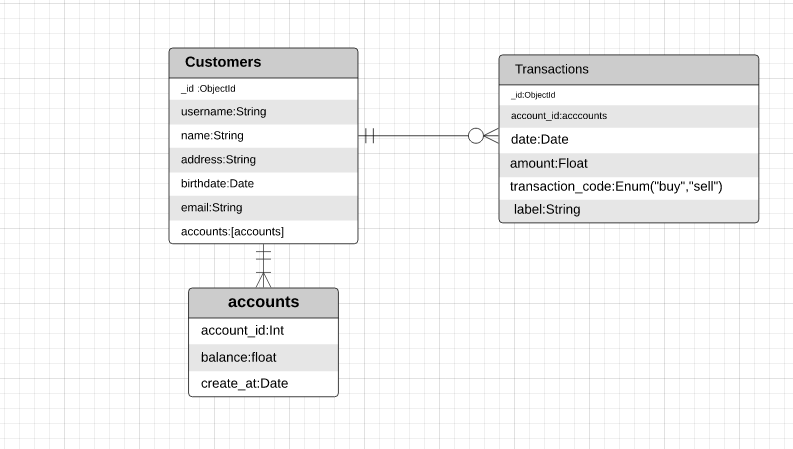 Customers
_id :ObjectId
username:String
name:String
address:String
birthdate:Date
email:String
accounts:[accounts]
Transactions
_id:ObjectId
account_id:acccounts
date:Date
amount:Float
transaction_code:Enum("buy","sell")
label:String
accounts
account_id:Int
balance:float
create_at:Date